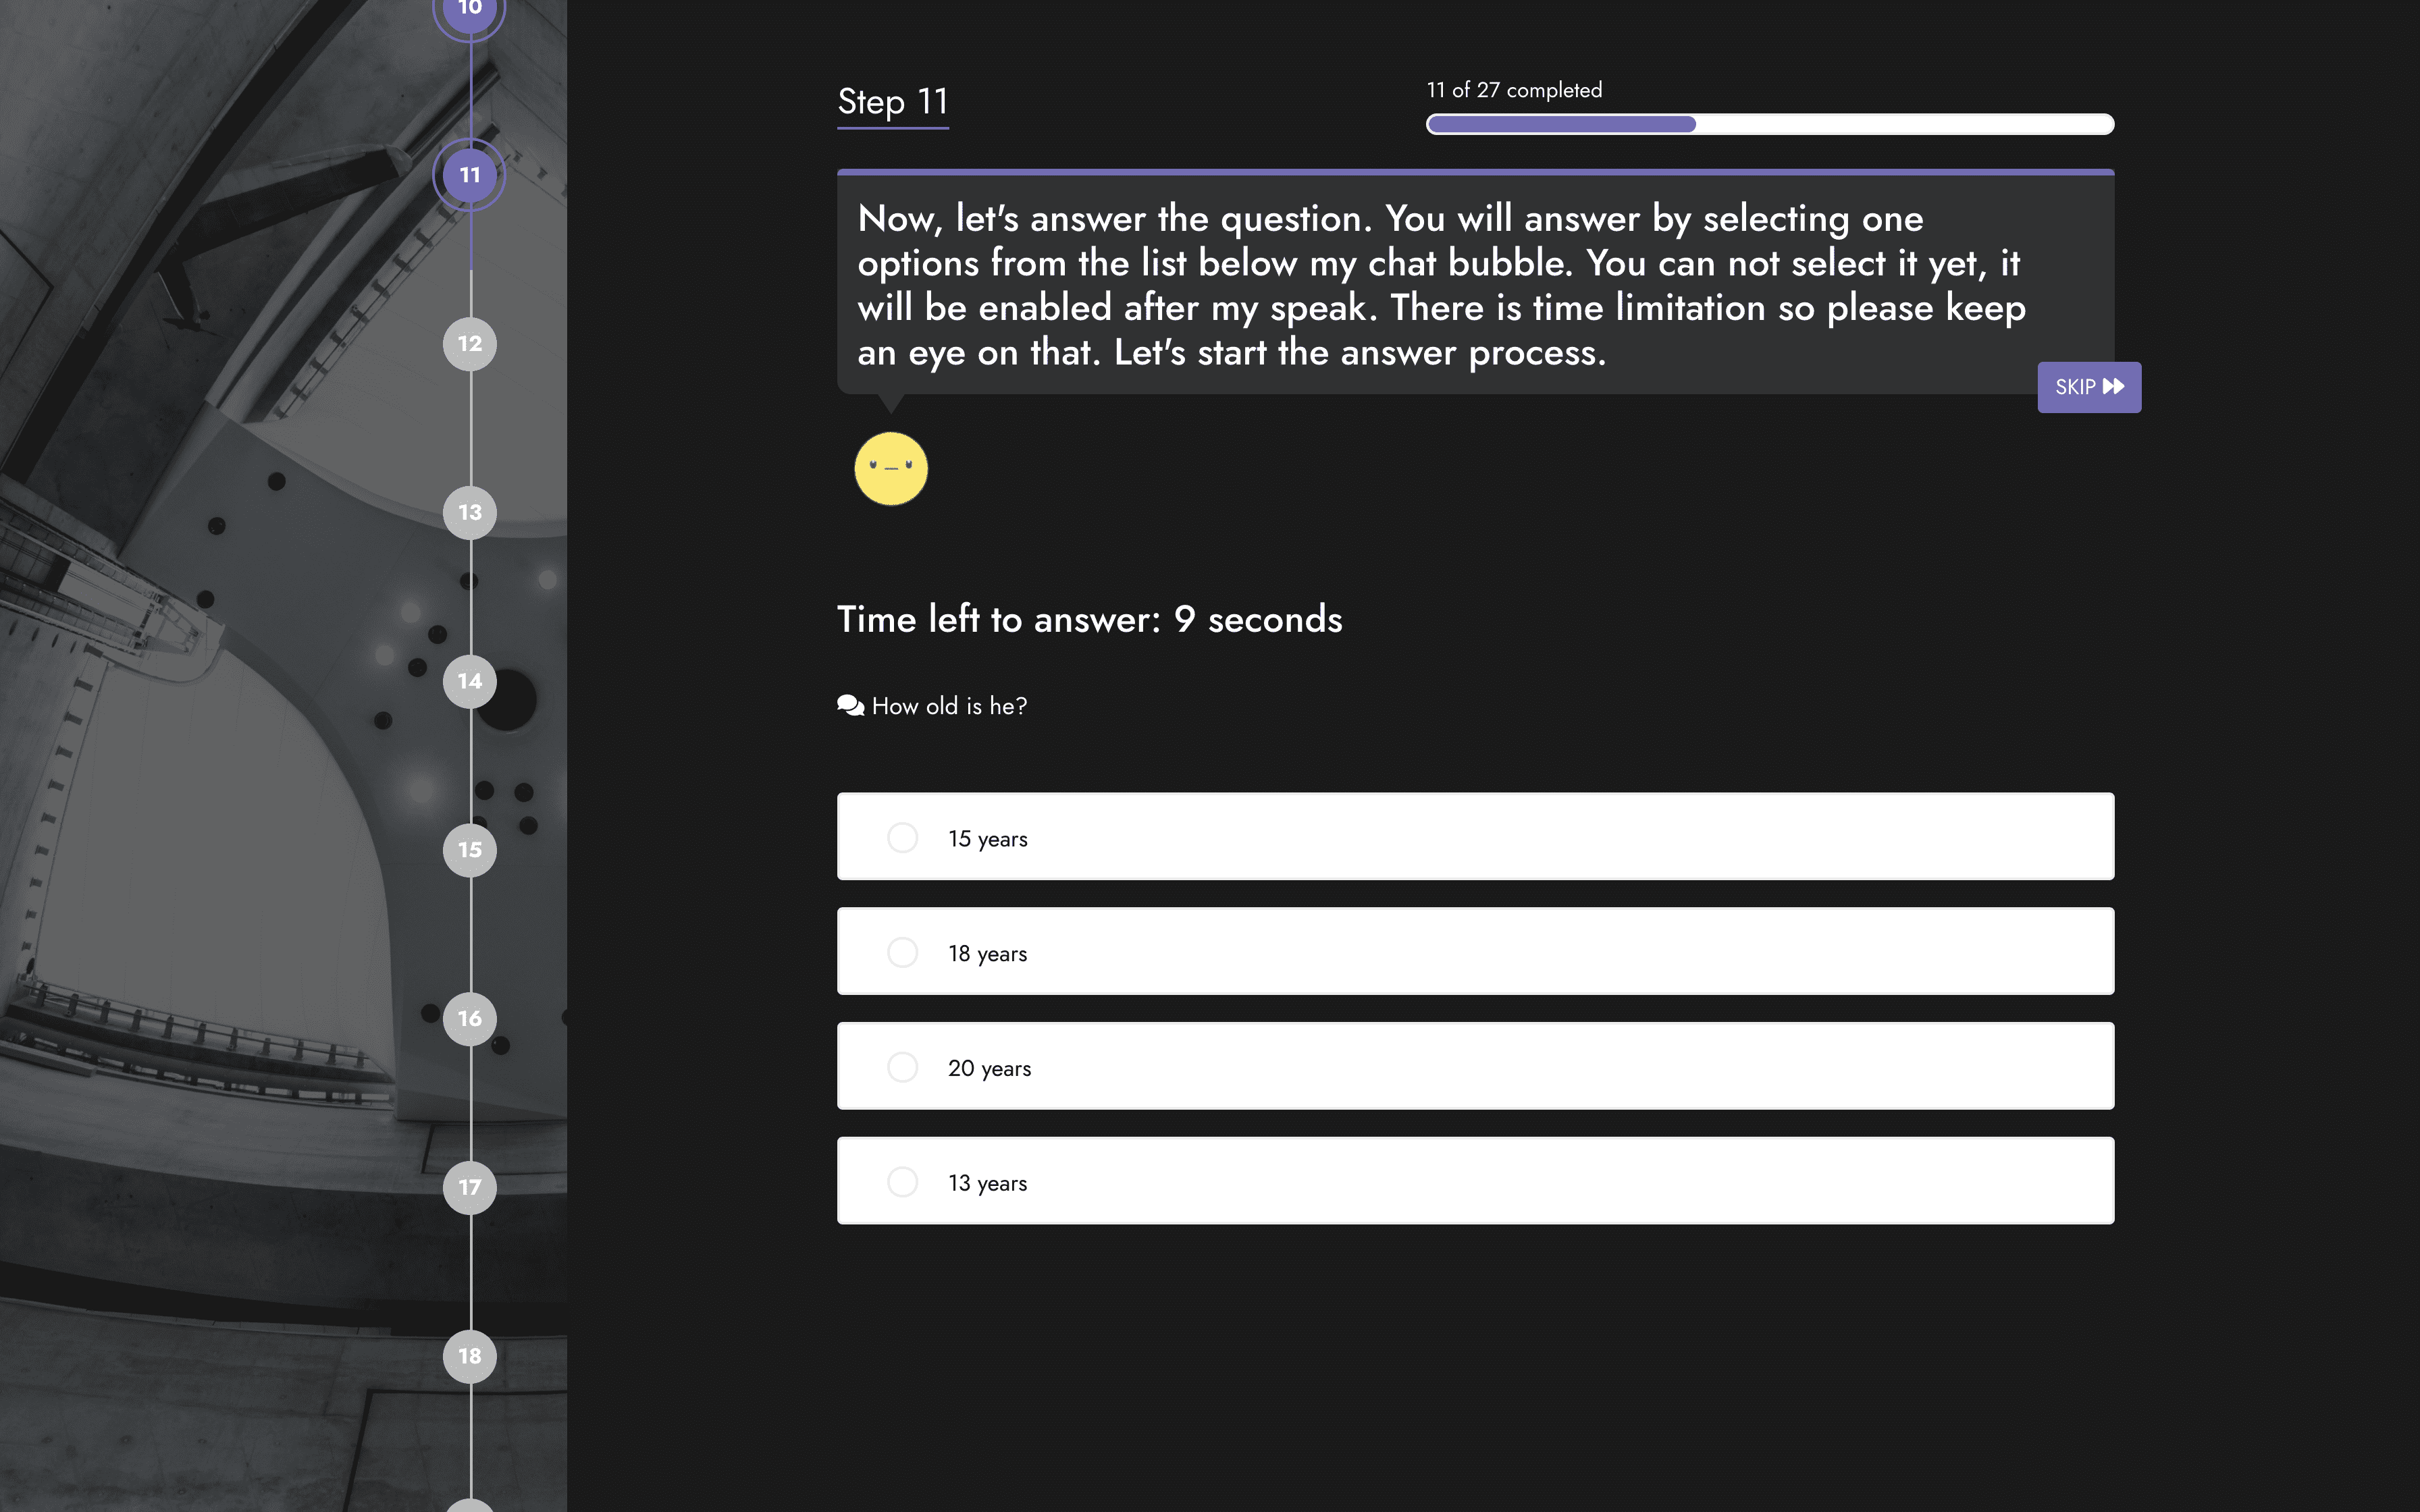 10
11
12
13
14
15
16
17
18
Step 11
11 of 27 completed
Now, let's answer the question. You will answer by selecting one
options from the list below my chat bubble. You can not select it yet, it
will be enabled after my speak. There is time limitation so please keep
an eye on that. Let's start the answer process.
SKIP
Time left to answer: 9 seconds
How old is he?
15 years
18 years
20 years
13 years